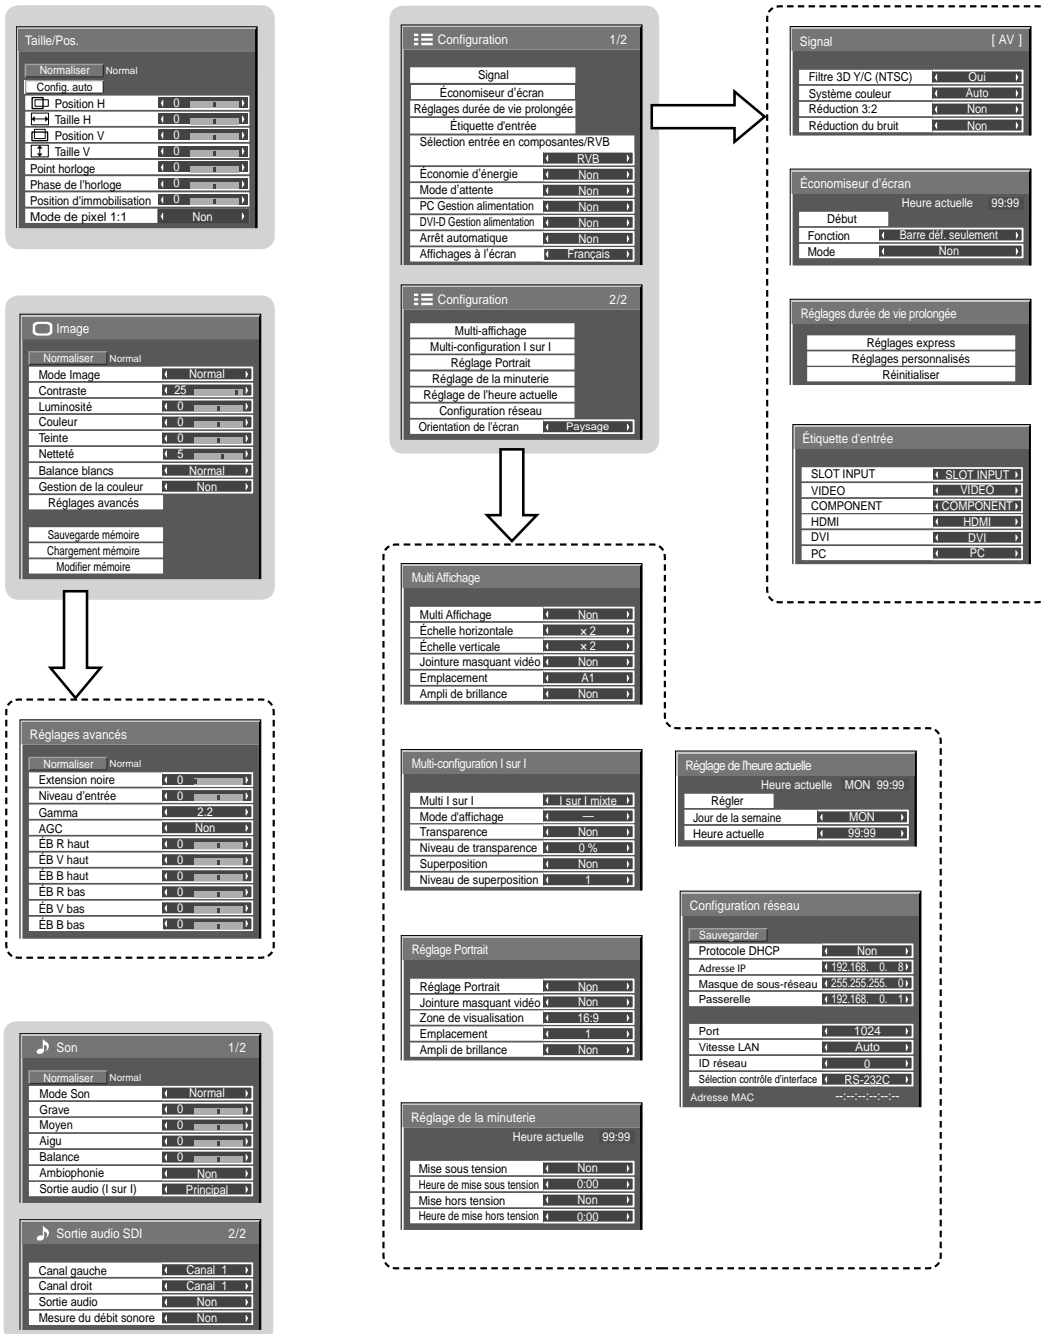 Taille/Pos.
Normaliser Normal
Config. auto
Position H 0
Taille H 0
Position V 0
Taille V 0
Point horloge 0
Phase de l'horloge 0
Position d'immobilisation 0
Mode de pixel 1:1 Non
Image
Normaliser Normal
Mode Image Normal
Contraste 25
Luminosité 0
Couleur 0
Teinte 0
Netteté 5
Balance blancs Normal
Gestion de la couleur Non
Réglages avancés
Sauvegarde mémoire
Chargement mémoire
Modifier mémoire
Réglages avancés
Normaliser Normal
Extension noire 0
Niveau d'entrée 0
Gamma 2.2
AGC Non
ÉB R haut 0
ÉB V haut 0
ÉB B haut 0
ÉB R bas 0
ÉB V bas 0
ÉB B bas 0
Son 1/2
Normaliser Normal
Mode Son Normal
Grave 0
Moyen 0
Aigu 0
Balance 0
Ambiophonie Non
Sortie audio (I sur I) Principal
Sortie audio SDI 2/2
Canal gauche Canal 1
Canal droit Canal 1
Sortie audio Non
Mesure du débit sonore Non
Configuration 1/2
Signal
Économiseur d'écran
Réglages durée de vie prolongée
Étiquette d'entrée
Sélection entrée en composantes/RVB
RVB
Économie d'énergie Non
Mode d'attente Non
PC Gestion alimentation Non
DVI-D Gestion alimentation Non
Arrêt automatique Non
Affichages à l'écran Français
Configuration 2/2
Multi-affichage
Multi-configuration I sur I
Réglage Portrait
Réglage de la minuterie
Réglage de l'heure actuelle
Configuration réseau
Orientation de l'écran Paysage
Multi Affichage
Multi Affichage Non
Échelle horizontale × 2
Échelle verticale × 2
Jointure masquant vidéo Non
Emplacement A1
Ampli de brillance Non
Multi-configuration I sur I
Multi I sur I I sur I mixte
Mode d'affichage —
Transparence Non
Niveau de transparence 0 %
Superposition Non
Niveau de superposition 1
Réglage Portrait
Réglage Portrait Non
Jointure masquant vidéo Non
Zone de visualisation 16:9
Emplacement 1
Ampli de brillance Non
Réglage de la minuterie
Heure actuelle 99:99
Mise sous tension Non
Heure de mise sous tension 0:00
Mise hors tension Non
Heure de mise hors tension 0:00
Signal [ AV ]
Filtre 3D Y/C (NTSC) Oui
Système couleur Auto
Réduction 3:2 Non
Réduction du bruit Non
Économiseur d'écran
Heure actuelle 99:99
Début
Fonction Barre déf. seulement
Mode Non
Réglages durée de vie prolongée
Réglages express
Réglages personnalisés
Réinitialiser
Étiquette d'entrée
SLOT INPUT SLOT INPUT
VIDEO VIDEO
COMPONENT COMPONENT
HDMI HDMI
DVI DVI
PC PC
Réglage de l'heure actuelle
Heure actuelle MON 99:99
Régler
Jour de la semaine MON
Heure actuelle 99:99
Configuration réseau
Sauvegarder
Protocole DHCP Non
Adresse IP 192.168. 0. 8
Masque de sous-réseau 255.255.255. 0
Passerelle 192.168. 0. 1
Port 1024
Vitesse LAN Auto
ID réseau 0
Sélection contrôle d'interface RS-232C
Adresse MAC --:--:--:--:--:--